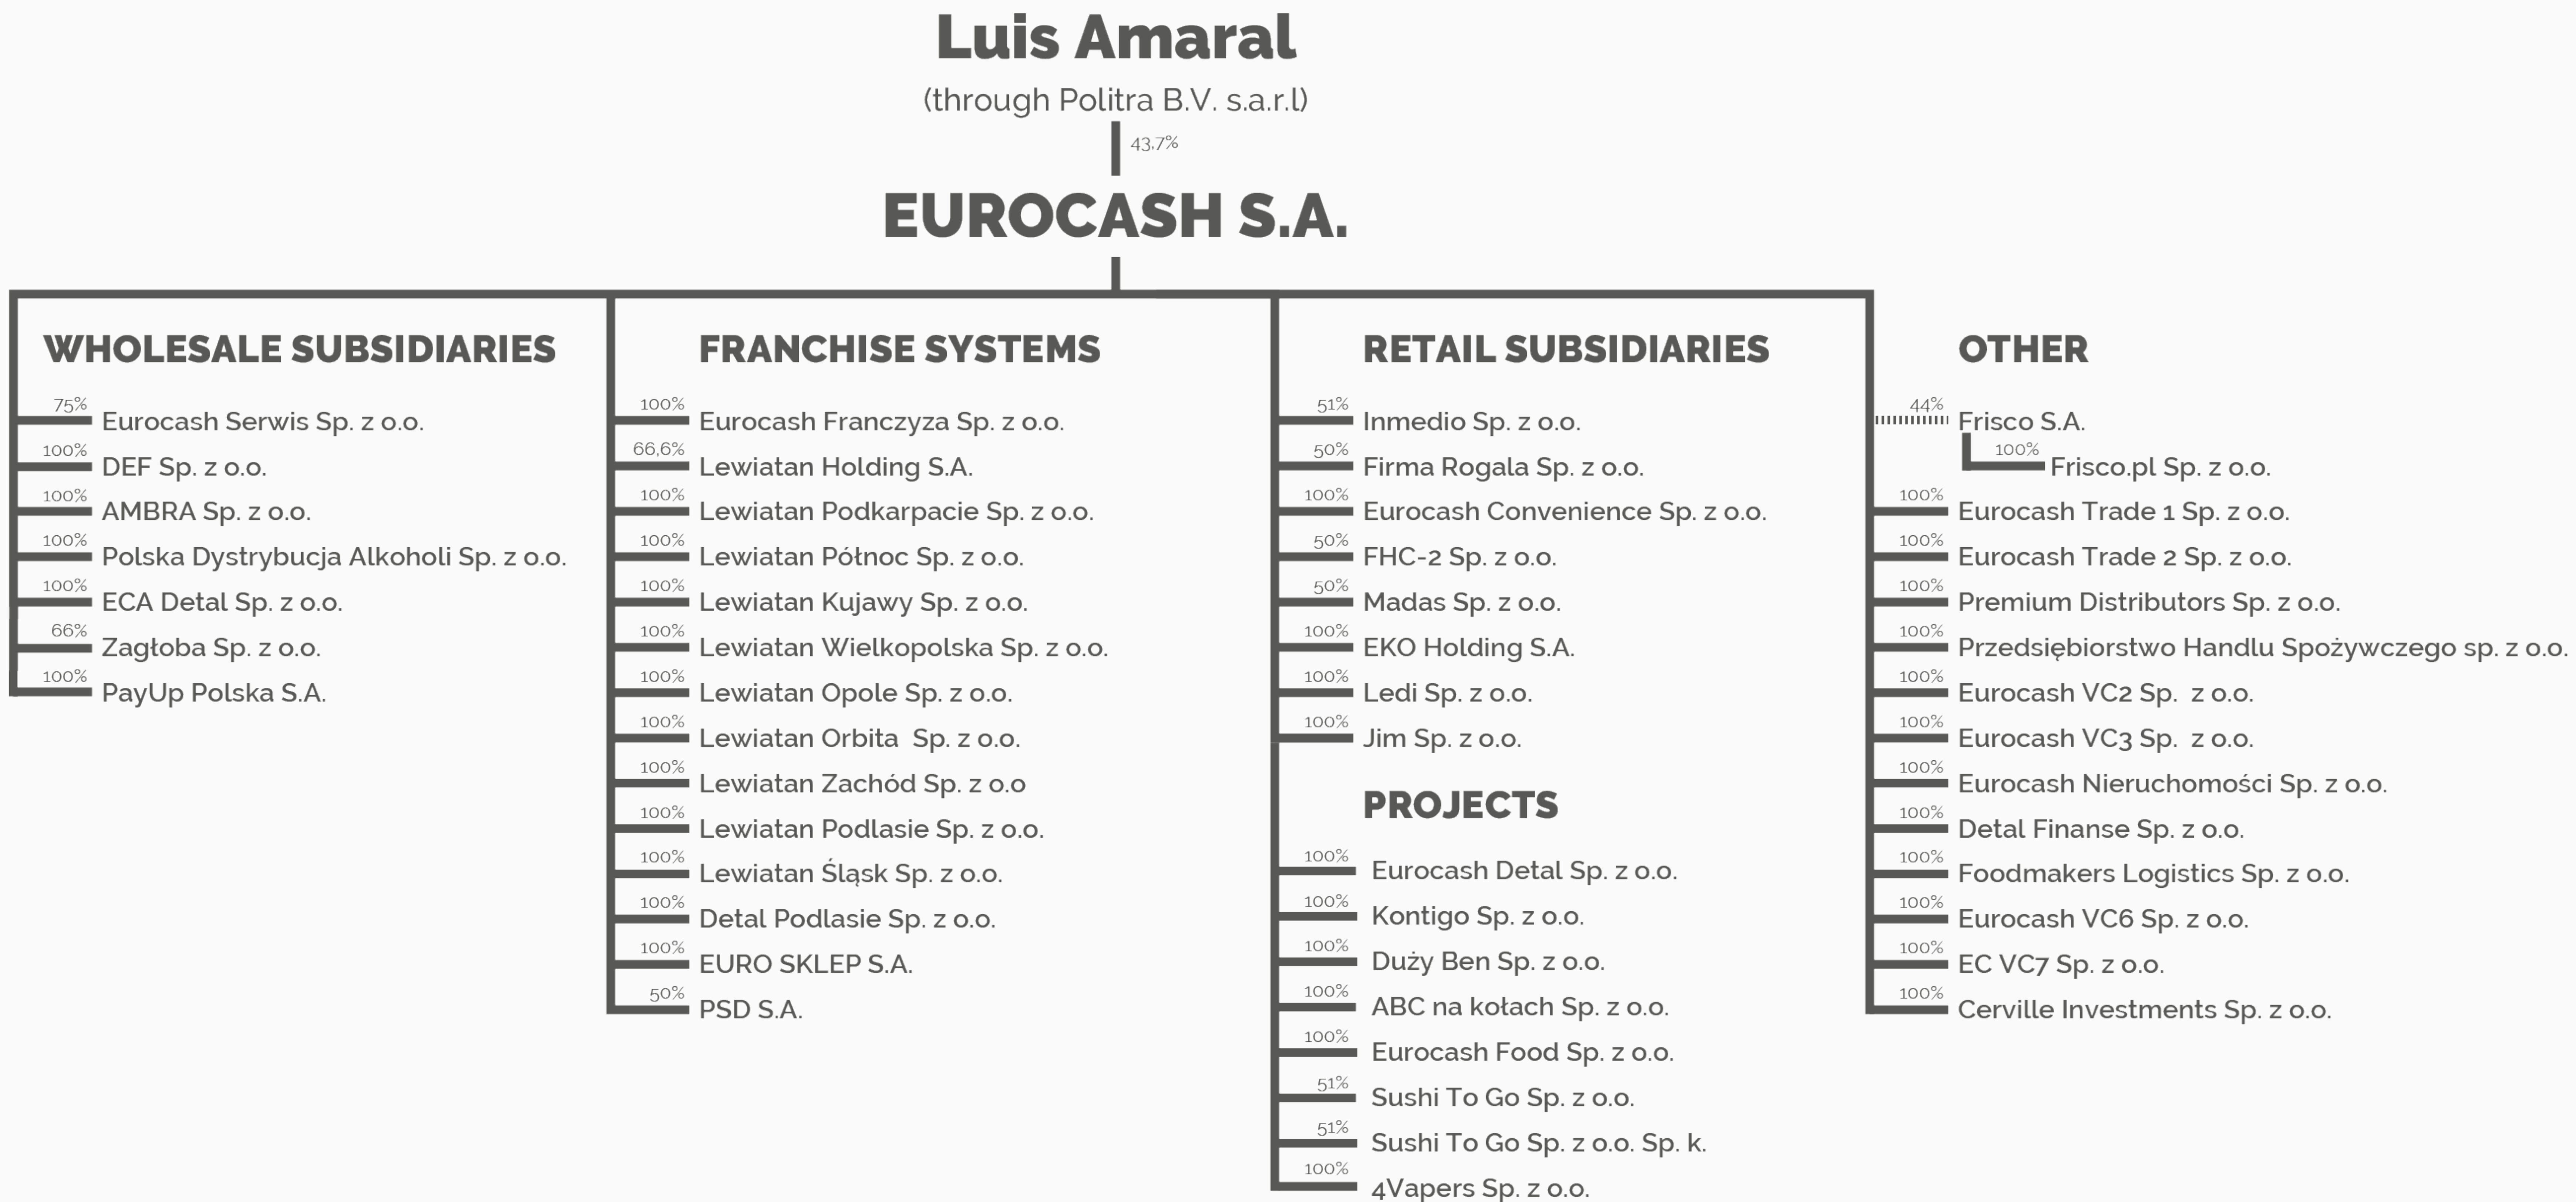 Luis Amaral
(through Politra B.V. s.a.r.l)
43,7%
EUROCASH S.A.
WHOLESALE SUBSIDIARIES
75% Eurocash Serwis Sp. z o.o.
100% DEF Sp. z o.o.
100% AMBRA Sp. z o.o.
100% Polska Dystrybucja Alkoholi Sp. z o.o.
100% ECA Detal Sp. z o.o.
66% Zagłoba Sp. z o.o.
100% PayUp Polska S.A.
FRANCHISE SYSTEMS
100% Eurocash Franczyza Sp. z o.o.
66,6% Lewiatan Holding S.A.
100% Lewiatan Podkarpacie Sp. z o.o.
100% Lewiatan Północ Sp. z o.o.
100% Lewiatan Kujawy Sp. z o.o.
100% Lewiatan Wielkopolska Sp. z o.o.
100% Lewiatan Opole Sp. z o.o.
100% Lewiatan Orbita  Sp. z o.o.
100% Lewiatan Zachód Sp. z o.o
100% Lewiatan Podlasie Sp. z o.o.
100% Lewiatan Śląsk Sp. z o.o.
100% Detal Podlasie Sp. z o.o.
100% EURO SKLEP S.A.
50% PSD S.A.
RETAIL SUBSIDIARIES
51% Inmedio Sp. z o.o.
50% Firma Rogala Sp. z o.o.
100% Eurocash Convenience Sp. z o.o.
50% FHC-2 Sp. z o.o.
50% Madas Sp. z o.o.
100% EKO Holding S.A.
100% Ledi Sp. z o.o.
100% Jim Sp. z o.o.
PROJECTS
100% Eurocash Detal Sp. z o.o.
100% Kontigo Sp. z o.o.
100% Duży Ben Sp. z o.o.
100% ABC na kołach Sp. z o.o.
100% Eurocash Food Sp. z o.o.
51% Sushi To Go Sp. z o.o.
51% Sushi To Go Sp. z o.o. Sp. k.
100% 4Vapers Sp. z o.o.
OTHER
44% Frisco S.A.
100% Frisco.pl Sp. z o.o.
100% Eurocash Trade 1 Sp. z o.o.
100% Eurocash Trade 2 Sp. z o.o.
100% Premium Distributors Sp. z o.o.
100% Przedsiębiorstwo Handlu Spożywczego sp. z o.o.
100% Eurocash VC2 Sp.  z o.o.
100% Eurocash VC3 Sp.  z o.o.
100% Eurocash Nieruchomości Sp. z o.o.
100% Detal Finanse Sp. z o.o.
100% Foodmakers Logistics Sp. z o.o.
100% Eurocash VC6 Sp. z o.o.
100% EC VC7 Sp. z o.o.
100% Cerville Investments Sp. z o.o.